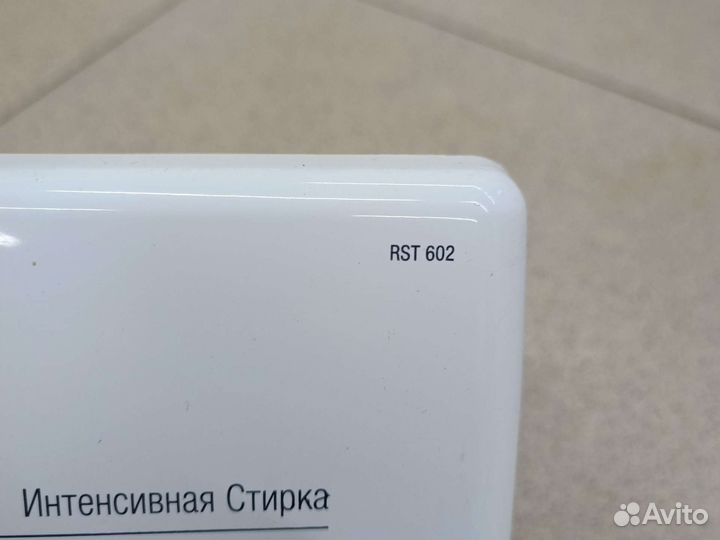 RST 602
Интенсивная Стирка
Avito